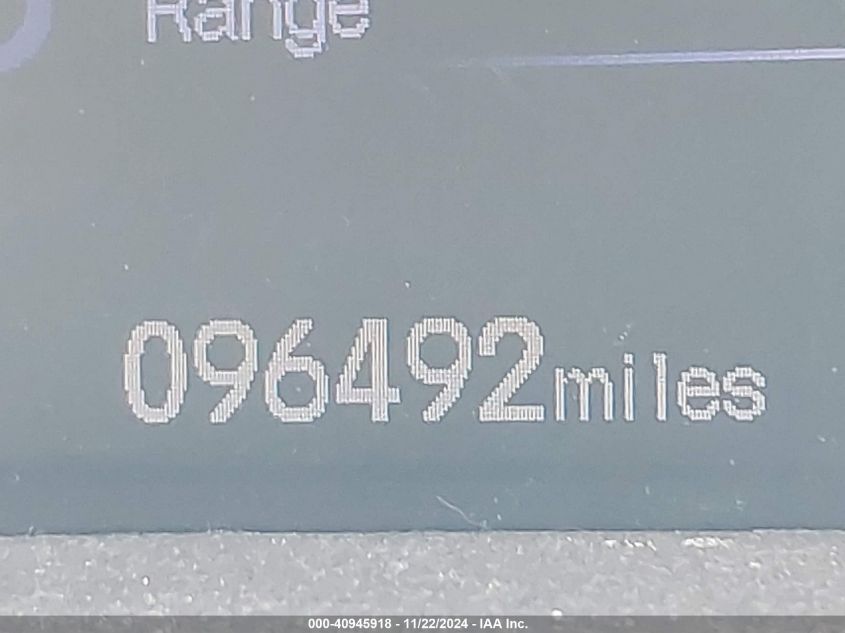 Range
096492miles
000-40945918 - 11/22/2024 - IAA Inc.